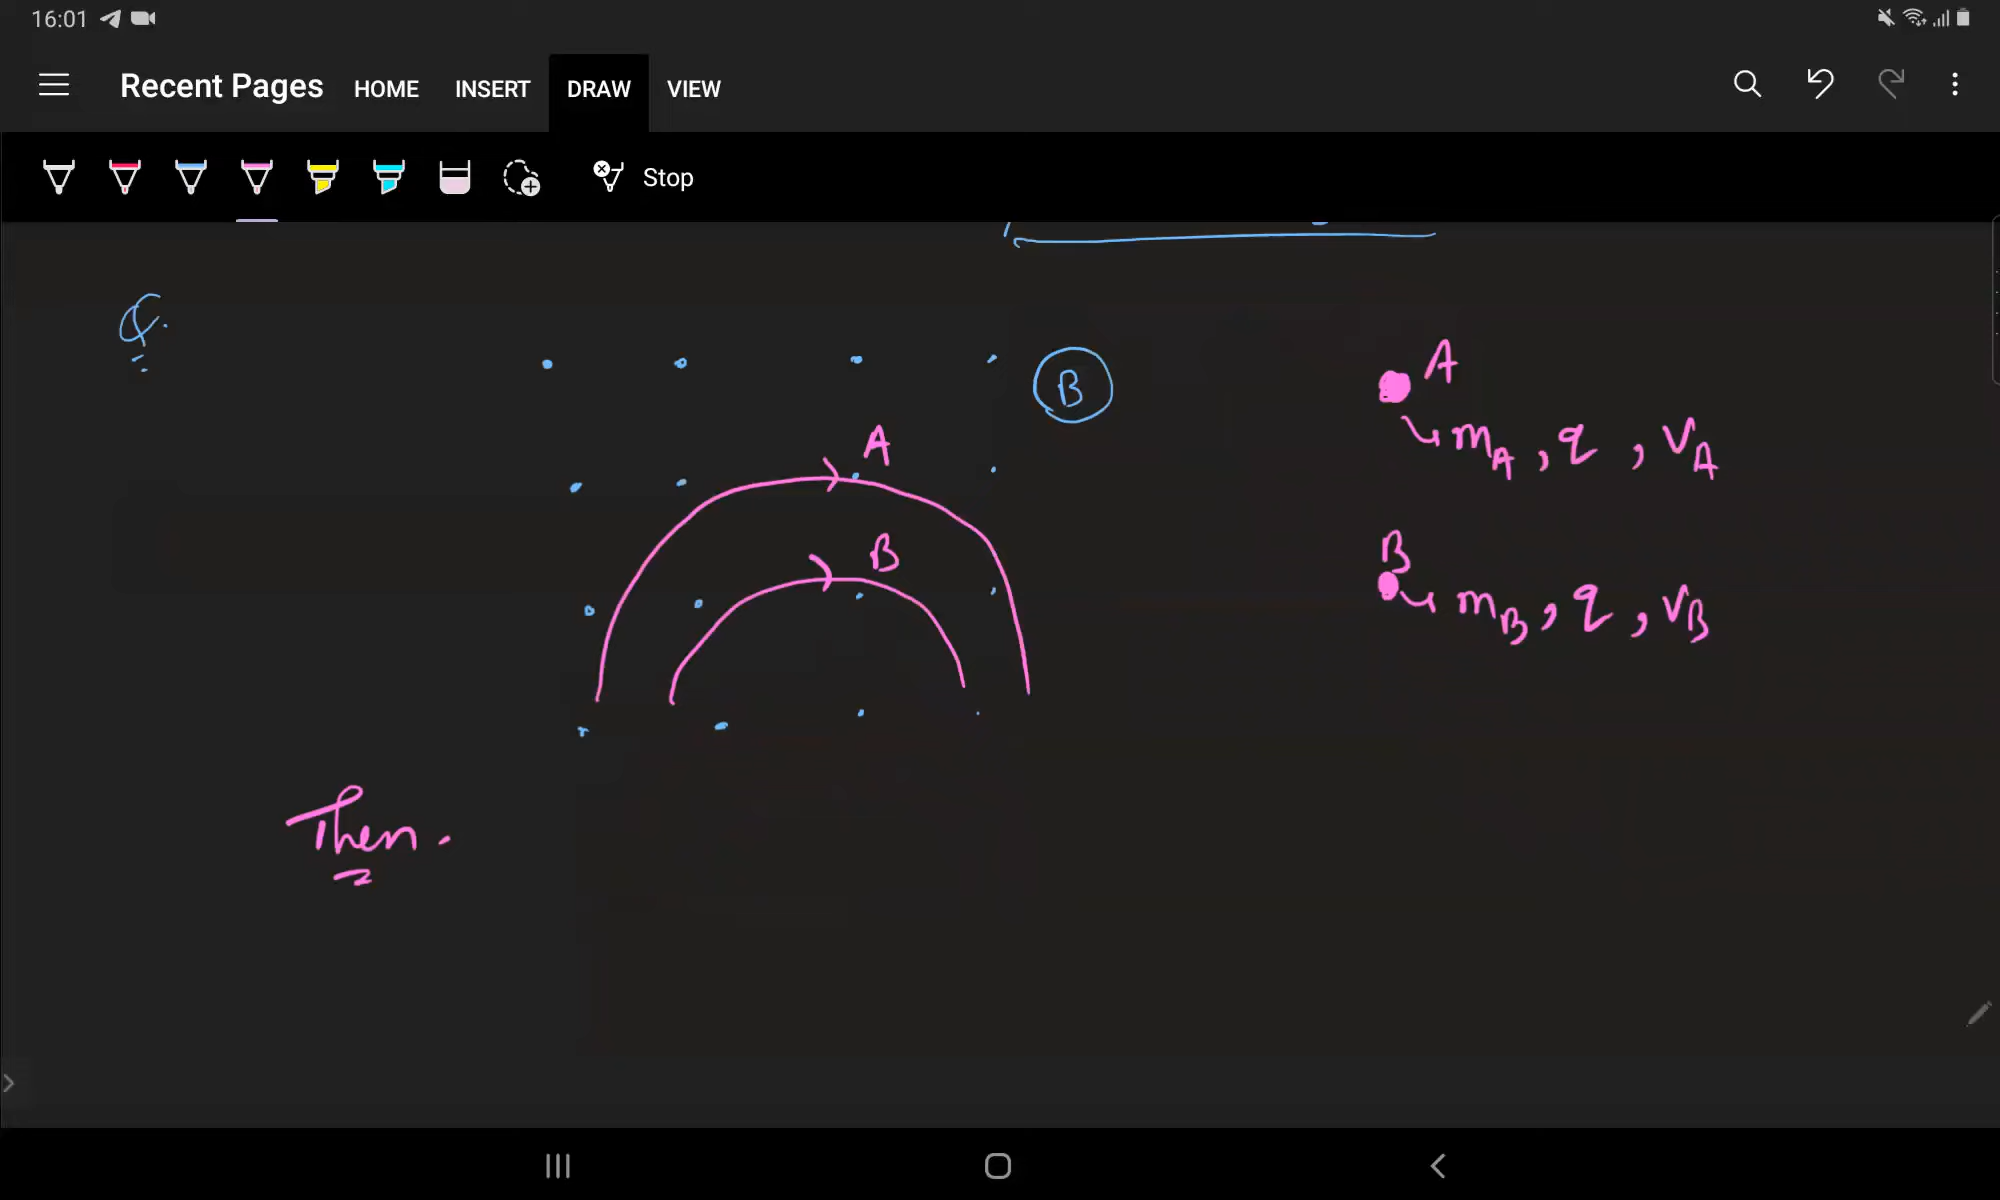 16:01
Recent Pages HOME INSERT DRAW VIEW
Stop
Q.
B
A
B
A
mA, q, vA
B
mB, q, vB
Then.